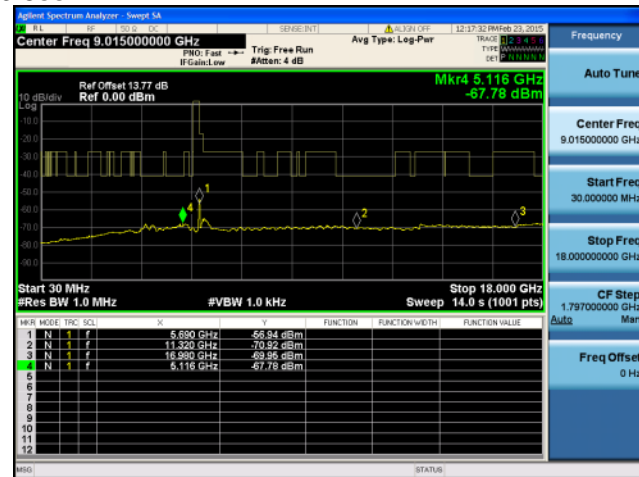 Agilent Spectrum Analyzer - Swept SA
RL RF 50 Ω DC SENSE:INT ALIGN OFF 12:17:32 PM Feb 23, 2015
Center Freq 9.015000000 GHz
PNO: Fast
IFGain:Low
Trig: Free Run
#Atten: 4 dB
Avg Type: Log-Pwr
TRACE 1 2 3 4 5 6
TYPE
DET P N N N N N
Frequency
Auto Tune
Ref Offset 13.77 dB
Ref 0.00 dBm
10 dB/div
Log
Mkr4 5.116 GHz
-67.78 dBm
-10.0
-20.0
-30.0
-40.0
-50.0
-60.0
-70.0
-80.0
-90.0
1
4
2
3
Center Freq
9.015000000 GHz
Start Freq
30.000000 MHz
Stop Freq
18.000000000 GHz
CF Step
1.797000000 GHz
Auto Man
Freq Offset
0 Hz
Start 30 MHz
Stop 18.000 GHz
#Res BW 1.0 MHz
#VBW 1.0 kHz
Sweep 14.0 s (1001 pts)
MKR MODE TRC SCL X Y FUNCTION FUNCTION WIDTH FUNCTION VALUE
1 N 1 f 5.690 GHz -56.94 dBm
2 N 1 f 11.320 GHz -70.92 dBm
3 N 1 f 16.980 GHz -69.95 dBm
4 N 1 f 5.116 GHz -67.78 dBm
5
6
7
8
9
10
11
12
MSG
STATUS